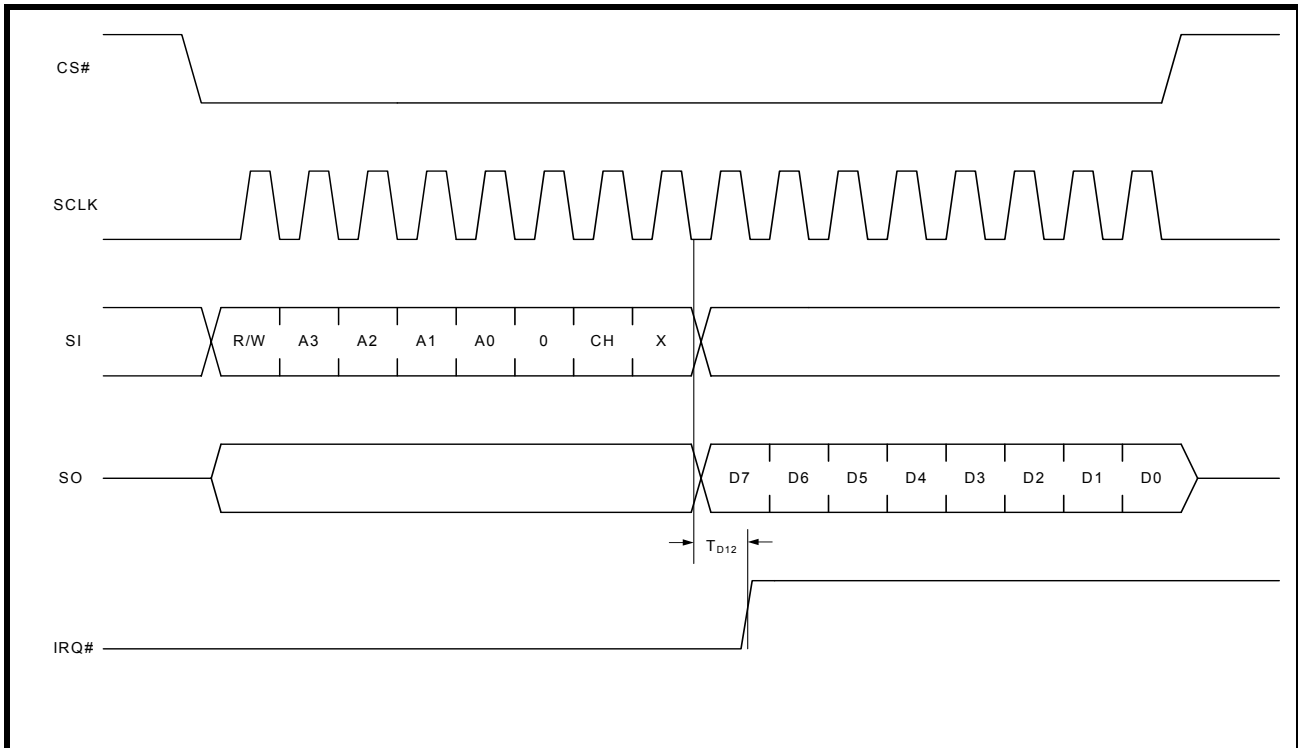 CS#
SCLK
SI R/W A3 A2 A1 A0 0 CH X
SO D7 D6 D5 D4 D3 D2 D1 D0
TD12
IRQ#